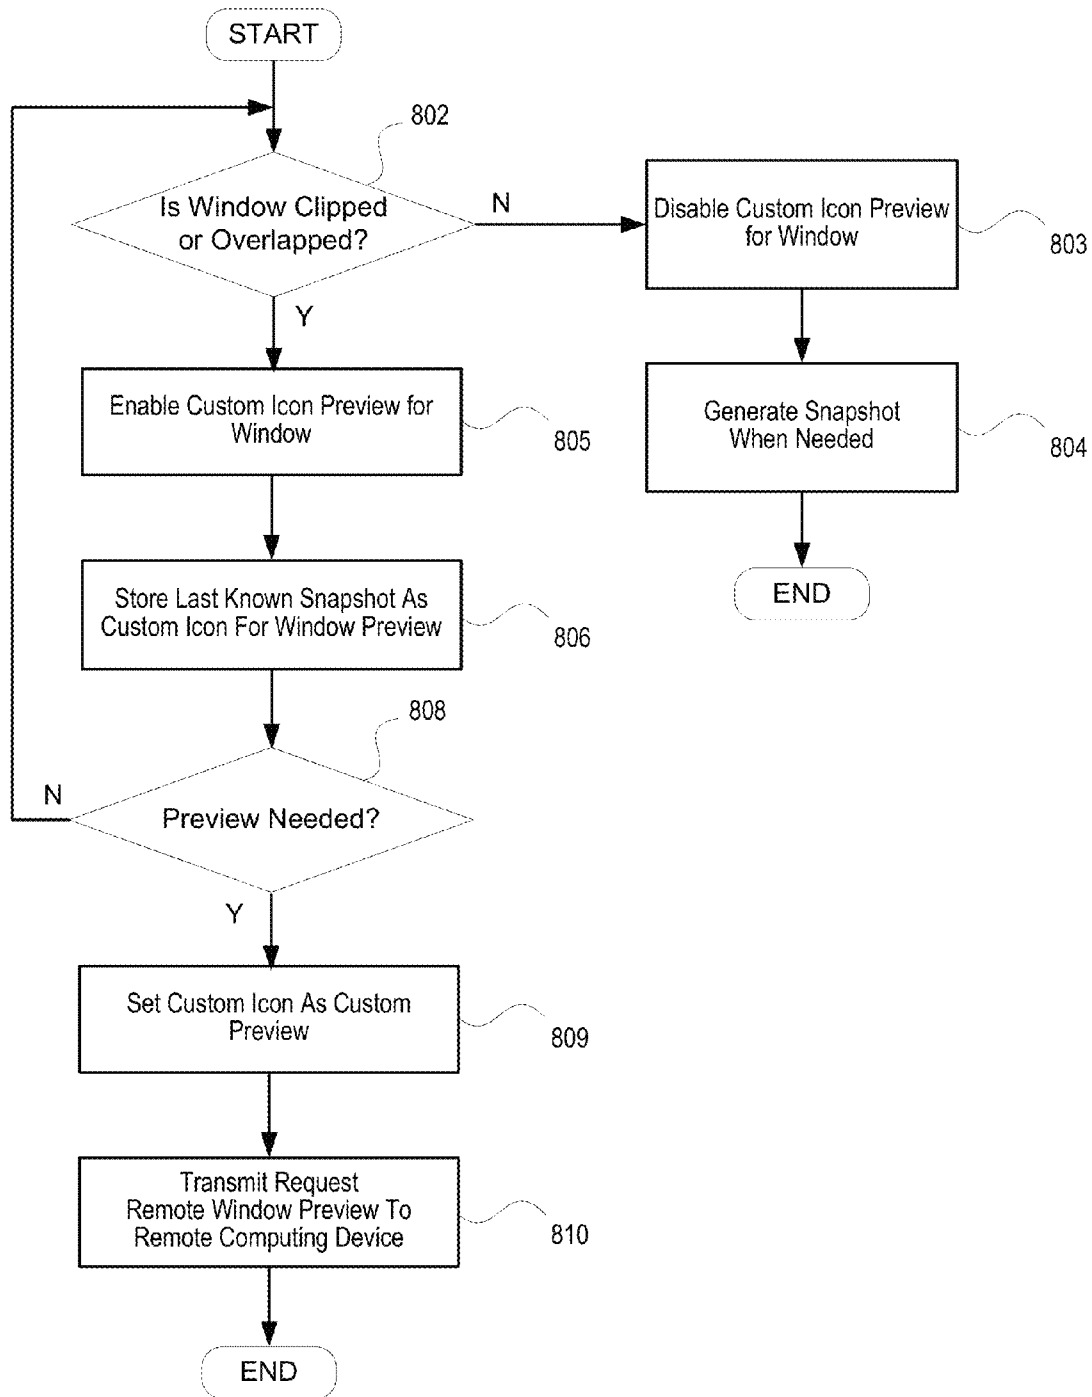 START
802
Is Window Clipped
or Overlapped?
N
Disable Custom Icon Preview
for Window
803
Y
Enable Custom Icon Preview for
Window
805
Generate Snapshot
When Needed
804
END
Store Last Known Snapshot As
Custom Icon For Window Preview
806
808
N
Preview Needed?
Y
Set Custom Icon As Custom
Preview
809
Transmit Request
Remote Window Preview To
Remote Computing Device
810
END